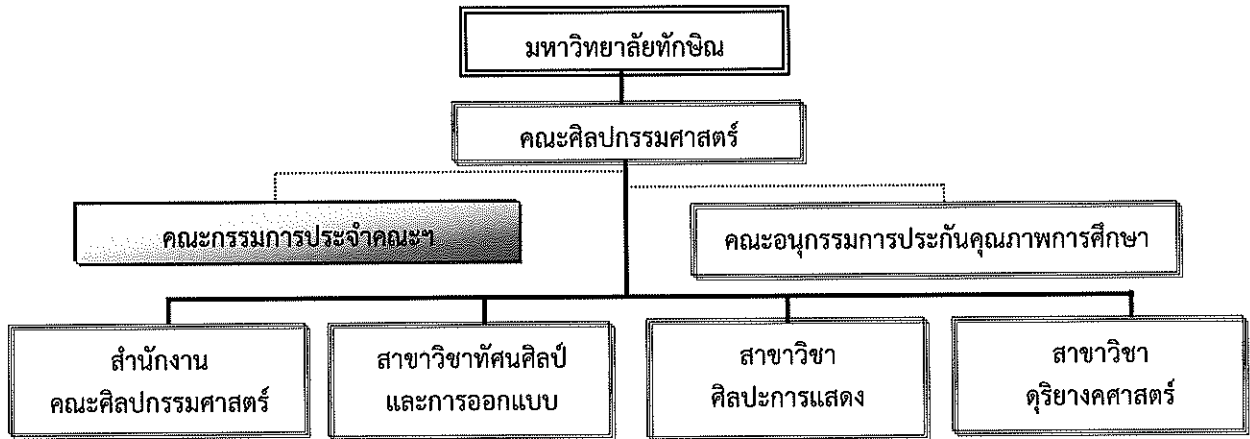 มหาวิทยาลัยทักษิณ
คณะศิลปกรรมศาสตร์
คณะกรรมการประจำคณะฯ
คณะอนุกรรมการประกันคุณภาพการศึกษา
สำนักงาน
คณะศิลปกรรมศาสตร์
สาขาวิชาทัศนศิลป์
และการออกแบบ
สาขาวิชา
ศิลปะการแสดง
สาขาวิชา
ดุริยางคศาสตร์